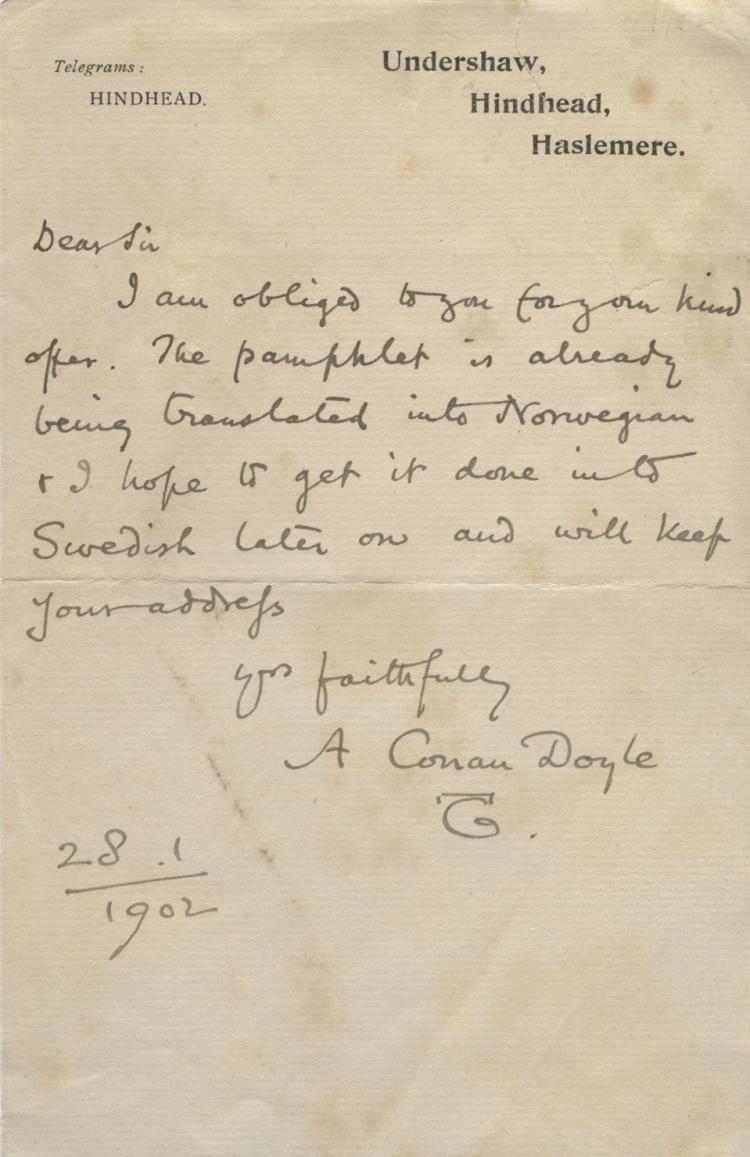 Telegrams:
HINDHEAD.
Undershaw,
Hindhead,
Haslemere.
Dear Sir
I am obliged to you for your kind
offer. The pamphlet is already
being translated into Norwegian
+ I hope to get it done into
Swedish later on and will keep
your address
yrs faithfully
A Conan Doyle
28.1
1902